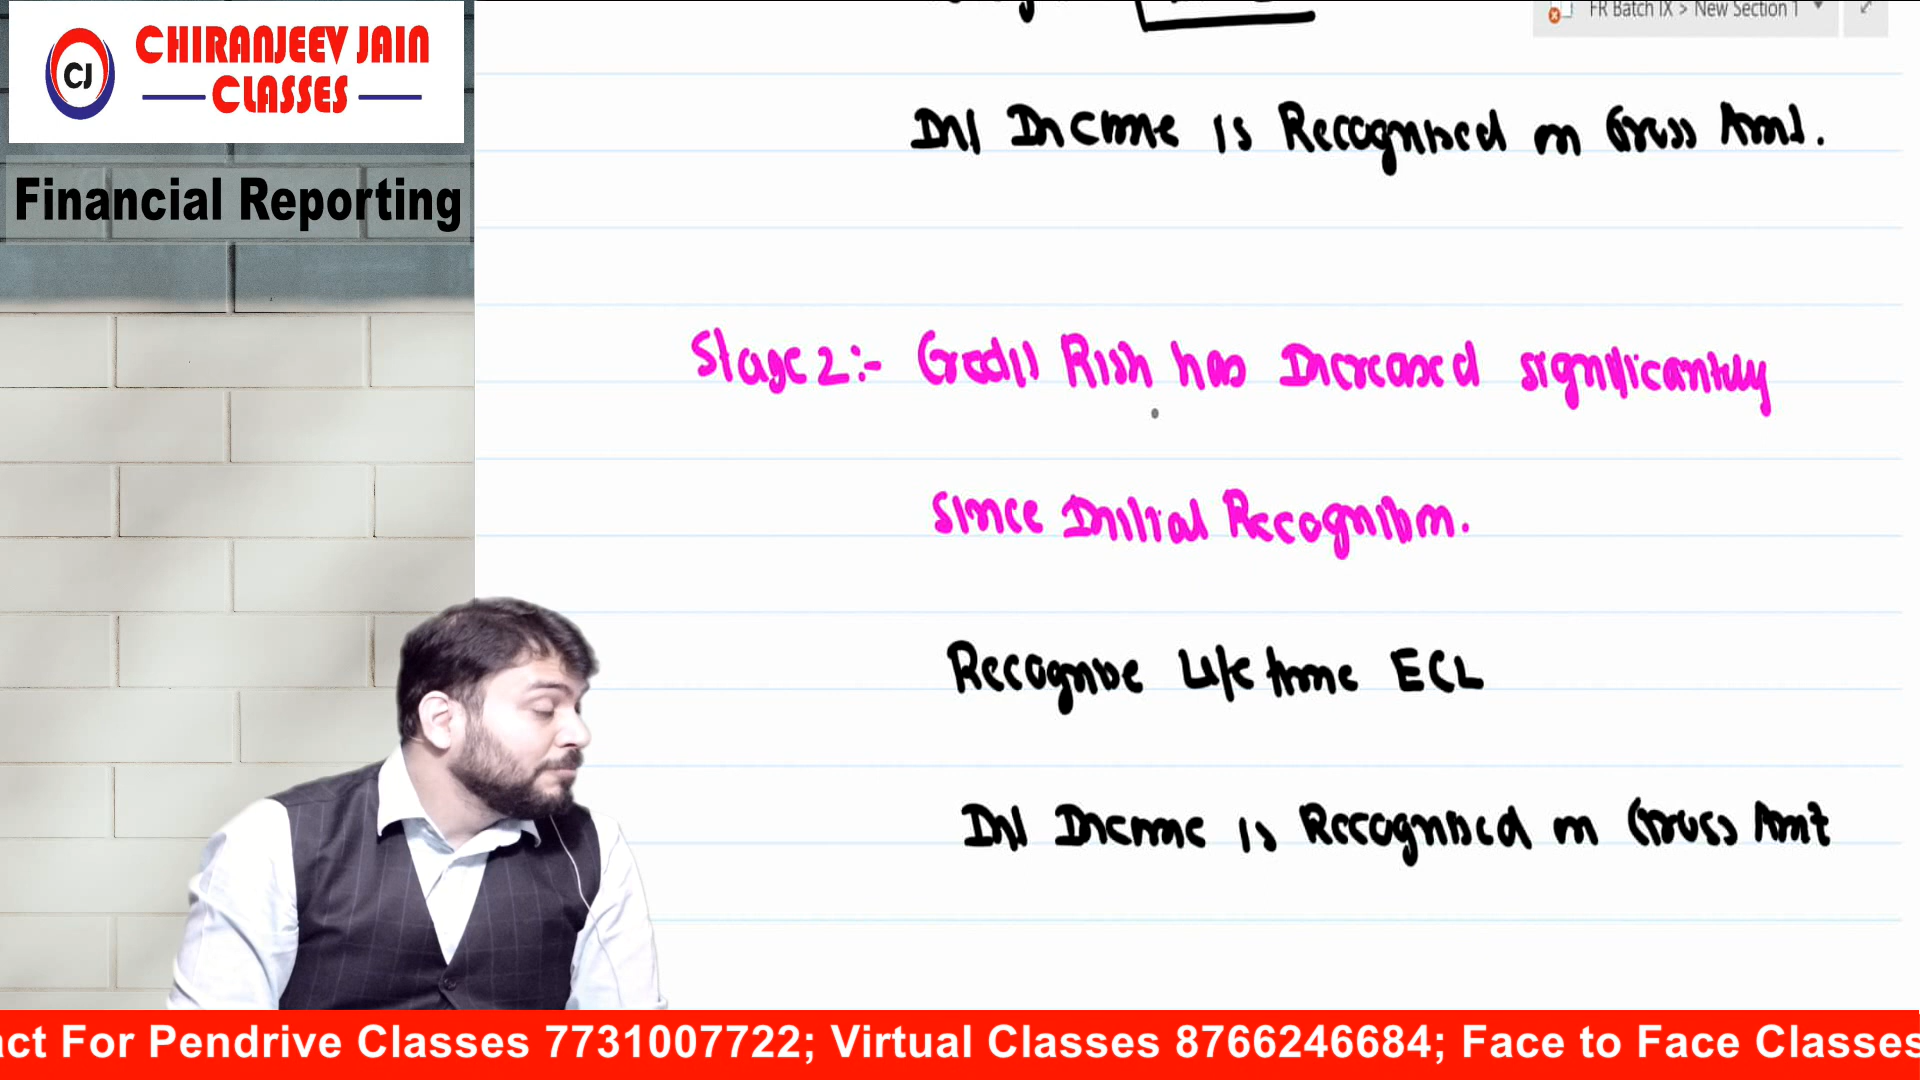 FR Batch IX > New Section 1
CHIRANJEEV JAIN
CLASSES
CJ
Financial Reporting
Int Income is Recognised on Gross Amt.
Stage 2:- Credit Risk has Increased significantly
since Initial Recognition.
Recognise Life time ECL
Int Income is Recognised on Gross Amt
act For Pendrive Classes 7731007722; Virtual Classes 8766246684; Face to Face Classes